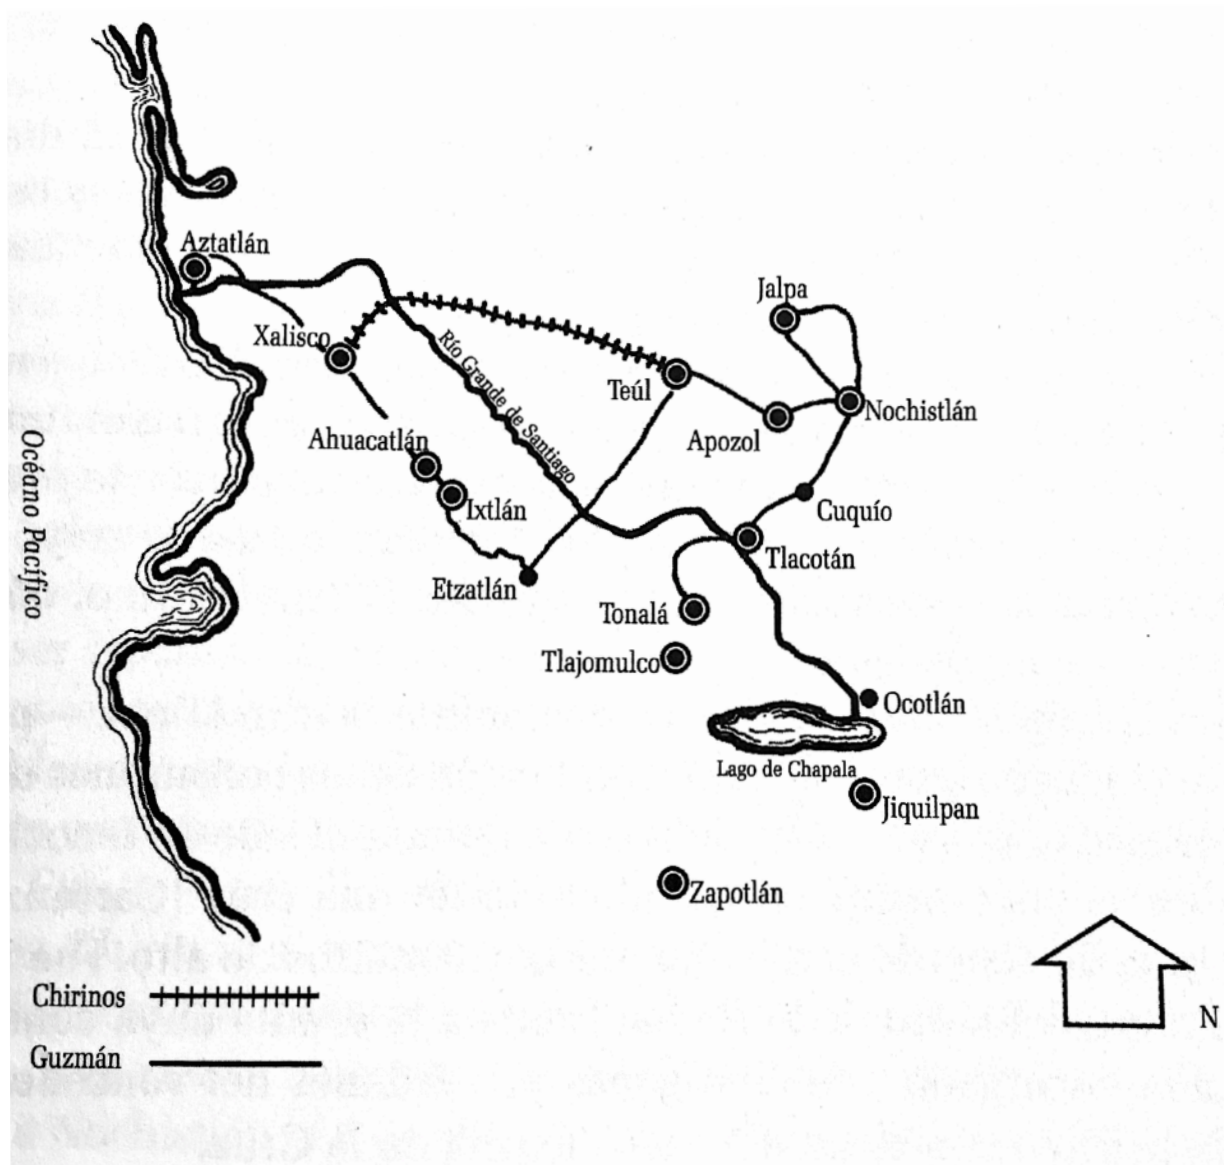 Aztatlán
Jalpa
Xalisco
Río Grande de Santiago
Teúl
Nochistlán
Apozol
Ahuacatlán
Océano Pacífico
Ixtlán
Cuquío
Tlacotán
Etzatlán
Tonalá
Tlajomulco
Ocotlán
Lago de Chapala
Jiquilpan
Zapotlán
Chirinos
N
Guzmán